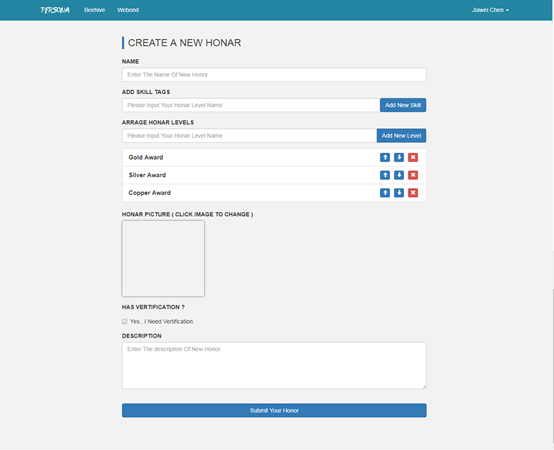 PERSONA Beehive Webond Jiawei Chen
CREATE A NEW HONAR
NAME
Enter The Name Of New Honor
ADD SKILL TAGS
Please Input Your Honar Level Name Add New Skill
ARRAGE HONAR LEVELS
Please Input Your Honar Level Name Add New Level
Gold Award
Silver Award
Copper Award
HONAR PICTURE ( CLICK IMAGE TO CHANGE )
HAS VERTIFICATION ?
Yes , I Need Vertification
DESCRIPTION
Enter The description Of New Honor
Submit Your Honor